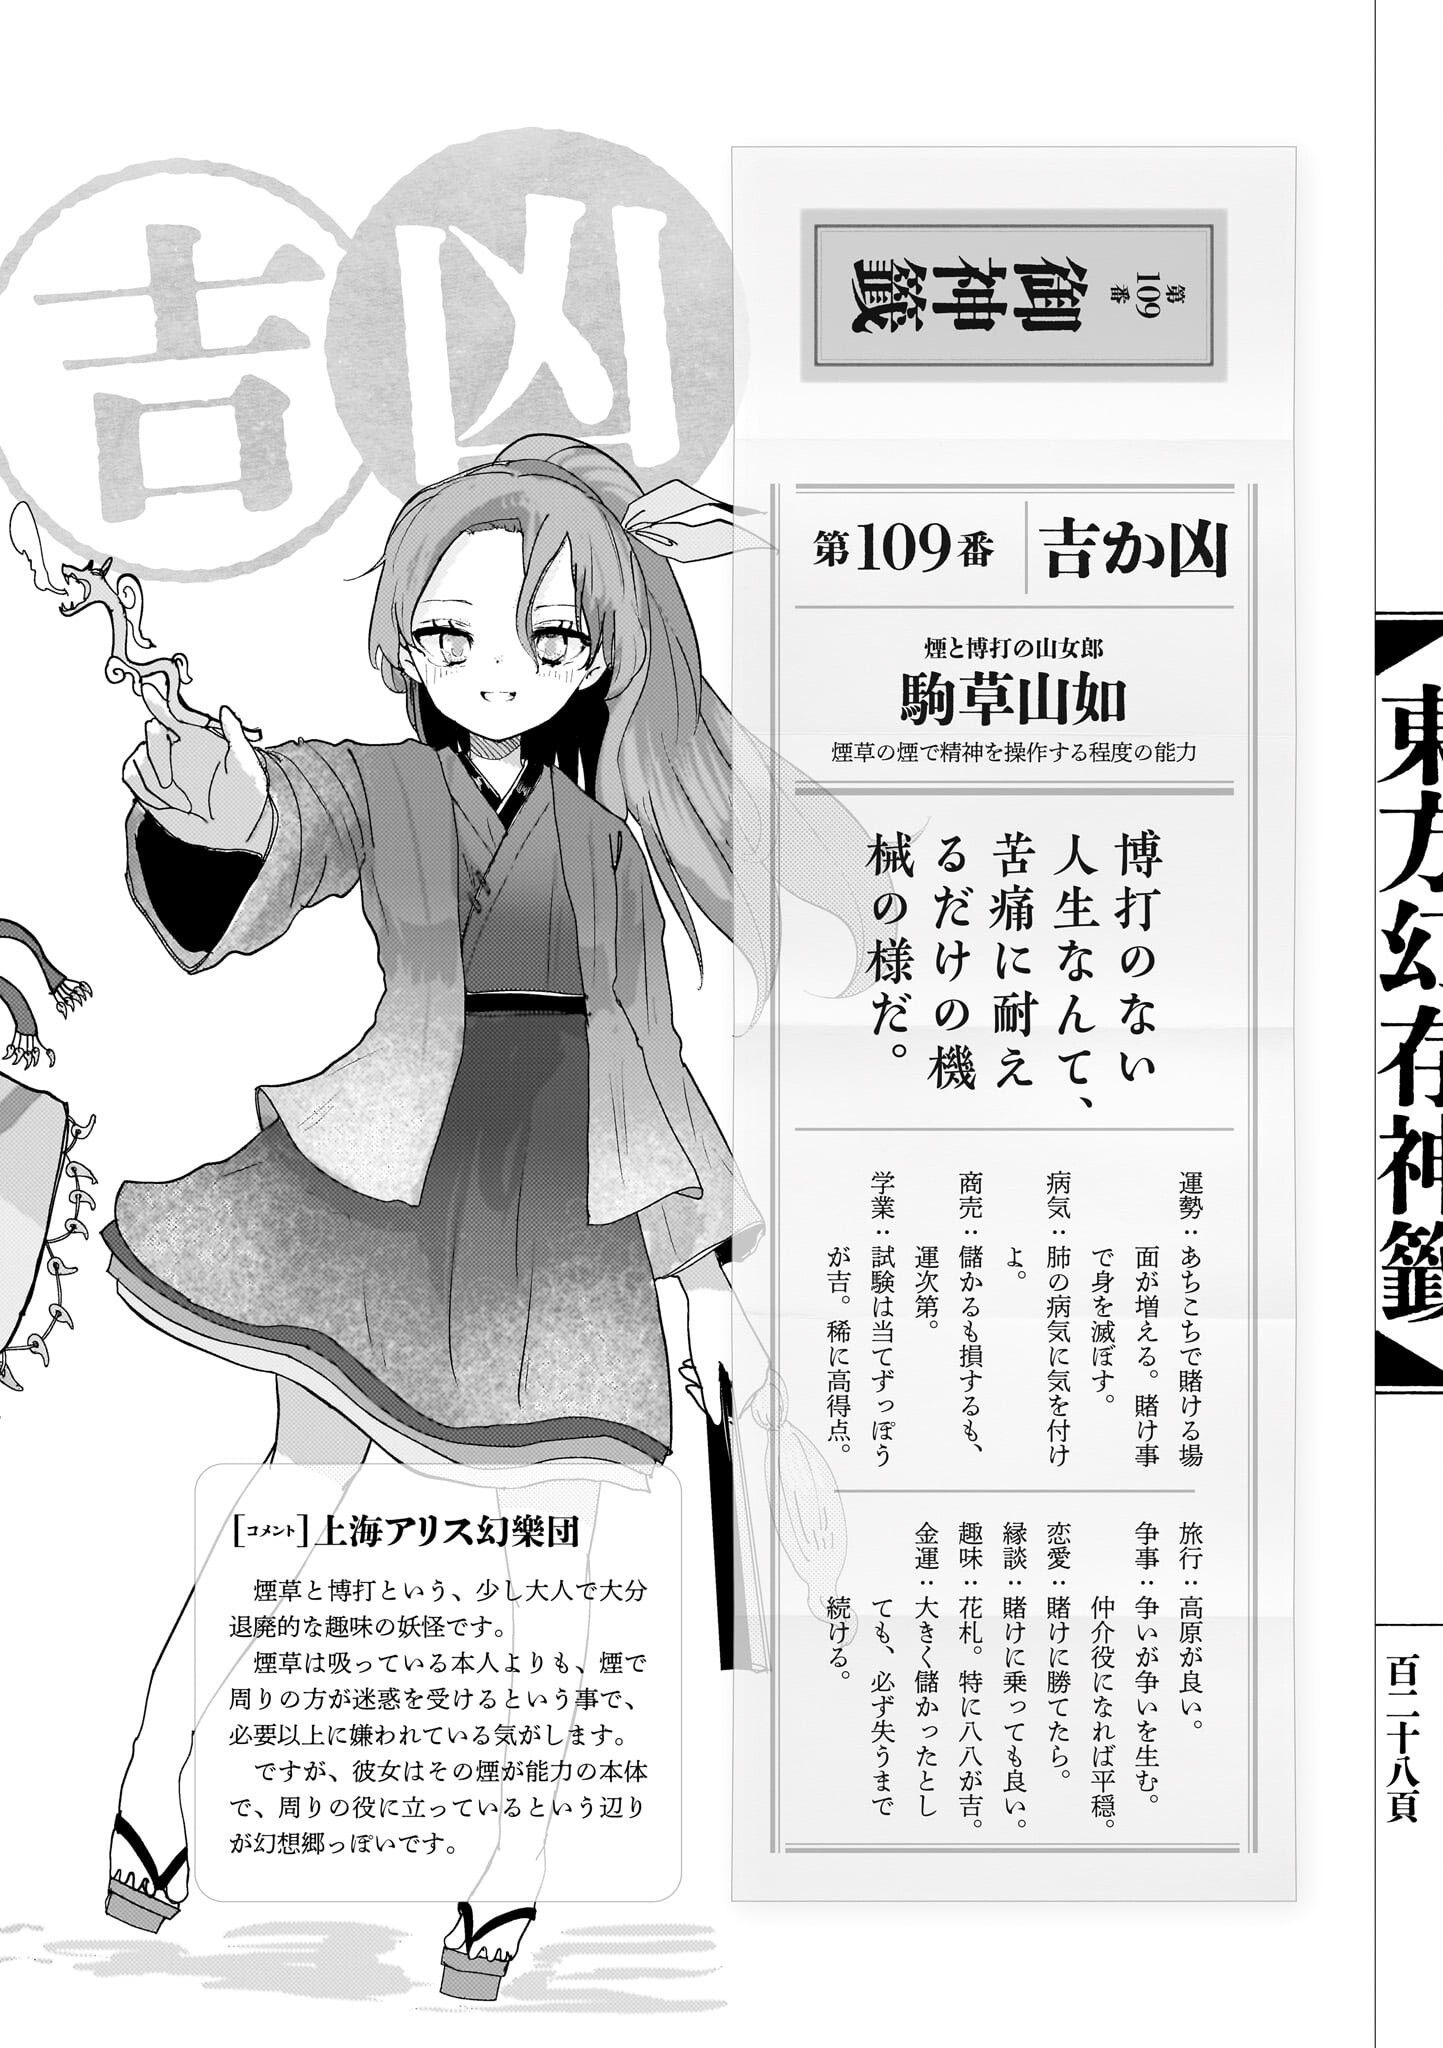 吉
凶
第109番
御神籤
第109番
吉か凶
煙と博打の山女郎
駒草山如
煙草の煙で精神を操作する程度の能力
博打のない
人生なんて、
苦痛に耐え
るだけの機
械の様だ。
運勢：あちこちで賭ける場
面が増える。賭け事
で身を滅ぼす。
病気：肺の病気に気を付け
よ。
商売：儲かるも損するも、
運次第。
学業：試験は当てずっぽう
が吉。稀に高得点。
旅行：高原が良い。
争事：争いが争いを生む。
仲介役になれば平穏。
恋愛：賭けに勝てたら。
縁談：賭けに乗っても良い。
趣味：花札。特に八八が吉。
金運：大きく儲かったとし
ても、必ず失うまで
続ける。
［コメント］上海アリス幻樂団
煙草と博打という、少し大人で大分
退廃的な趣味の妖怪です。
煙草は吸っている本人よりも、煙で
周りの方が迷惑を受けるという事で、
必要以上に嫌われている気がします。
ですが、彼女はその煙が能力の本体
で、周りの役に立っているという辺り
が幻想郷っぽいです。
東方幻存神籤
百二十八頁